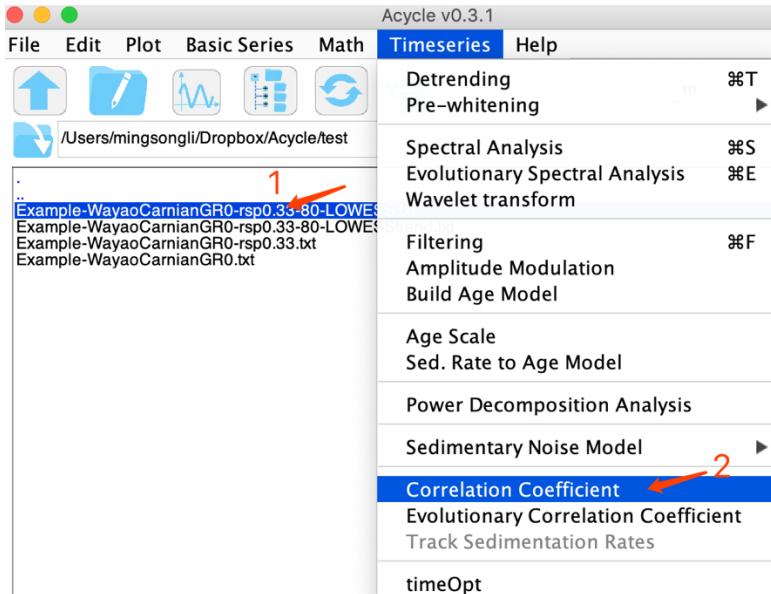 Acycle v0.3.1
File Edit Plot Basic Series Math Timeseries Help
/Users/mingsongli/Dropbox/Acycle/test
1
.
..
Example-WayaoCarnianGR0-rsp0.33-80-LOWES
Example-WayaoCarnianGR0-rsp0.33-80-LOWES
Example-WayaoCarnianGR0-rsp0.33.txt
Example-WayaoCarnianGR0.txt
Detrending ⌘T
Pre-whitening ▶
Spectral Analysis ⌘S
Evolutionary Spectral Analysis ⌘E
Wavelet transform
Filtering ⌘F
Amplitude Modulation
Build Age Model
Age Scale
Sed. Rate to Age Model
Power Decomposition Analysis
Sedimentary Noise Model ▶
2
Correlation Coefficient
Evolutionary Correlation Coefficient
Track Sedimentation Rates
timeOpt